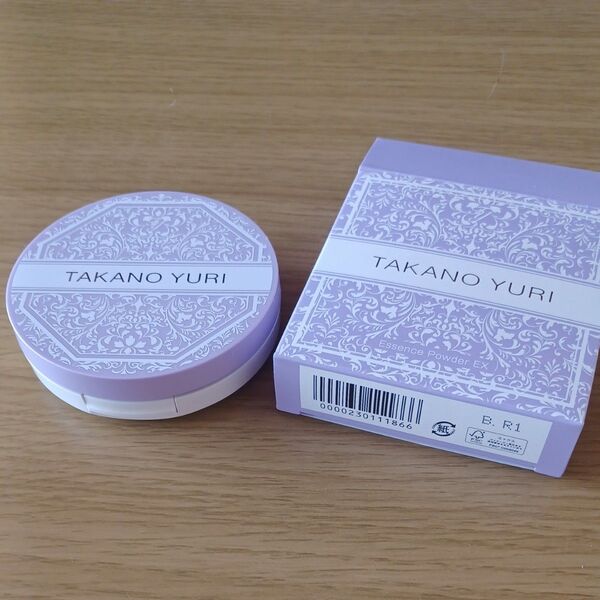 TAKANO YURI
TAKANO YURI
Essence Powder EX
0000230111866
紙
B. R1